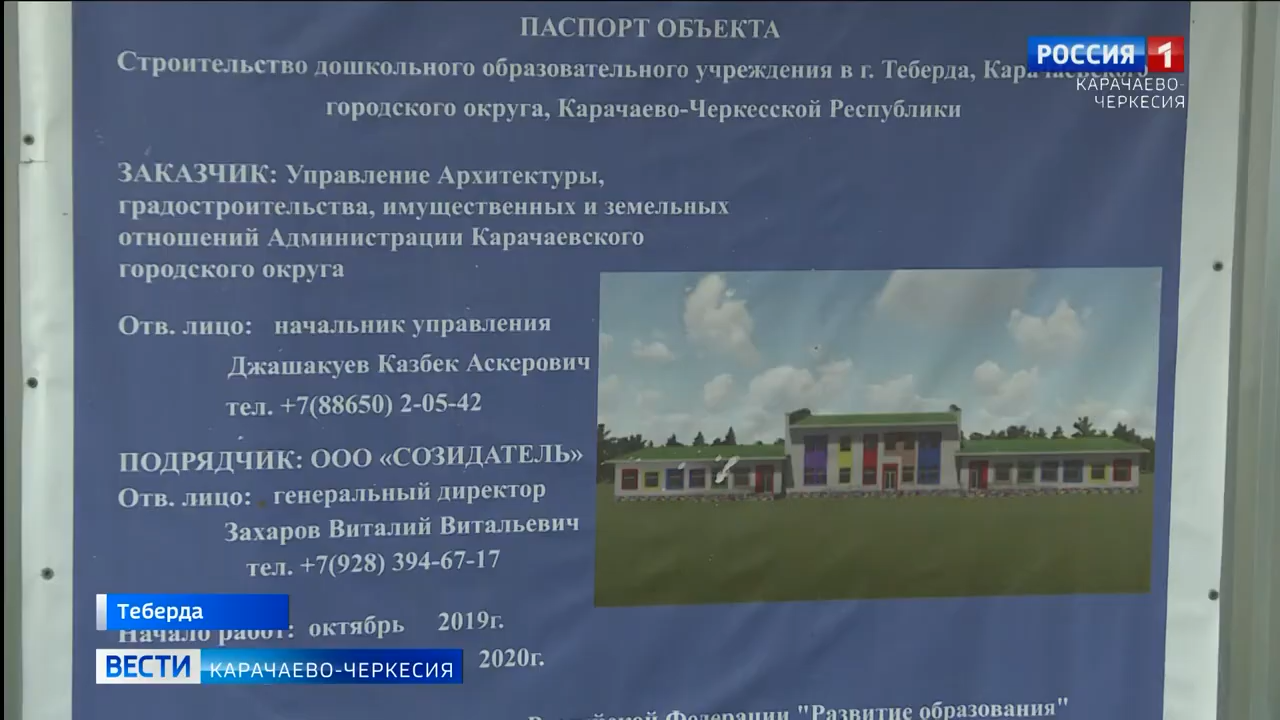 ПАСПОРТ ОБЪЕКТА
Строительство дошкольного образовательного учреждения в г. Теберда, Карачаевского
городского округа, Карачаево-Черкесской Республики
РОССИЯ 1
КАРАЧАЕВО-
ЧЕРКЕСИЯ
ЗАКАЗЧИК: Управление Архитектуры,
градостроительства, имущественных и земельных
отношений Администрации Карачаевского
городского округа
Отв. лицо: начальник управления
Джашакуев Казбек Аскерович
тел. +7(88650) 2-05-42
ПОДРЯДЧИК: ООО «СОЗИДАТЕЛЬ»
Отв. лицо: генеральный директор
Захаров Виталий Витальевич
тел. +7(928) 394-67-17
Теберда
Начало работ: октябрь 2019г.
ВЕСТИ КАРАЧАЕВО-ЧЕРКЕСИЯ
2020г.
Российской Федерации "Развитие образования"